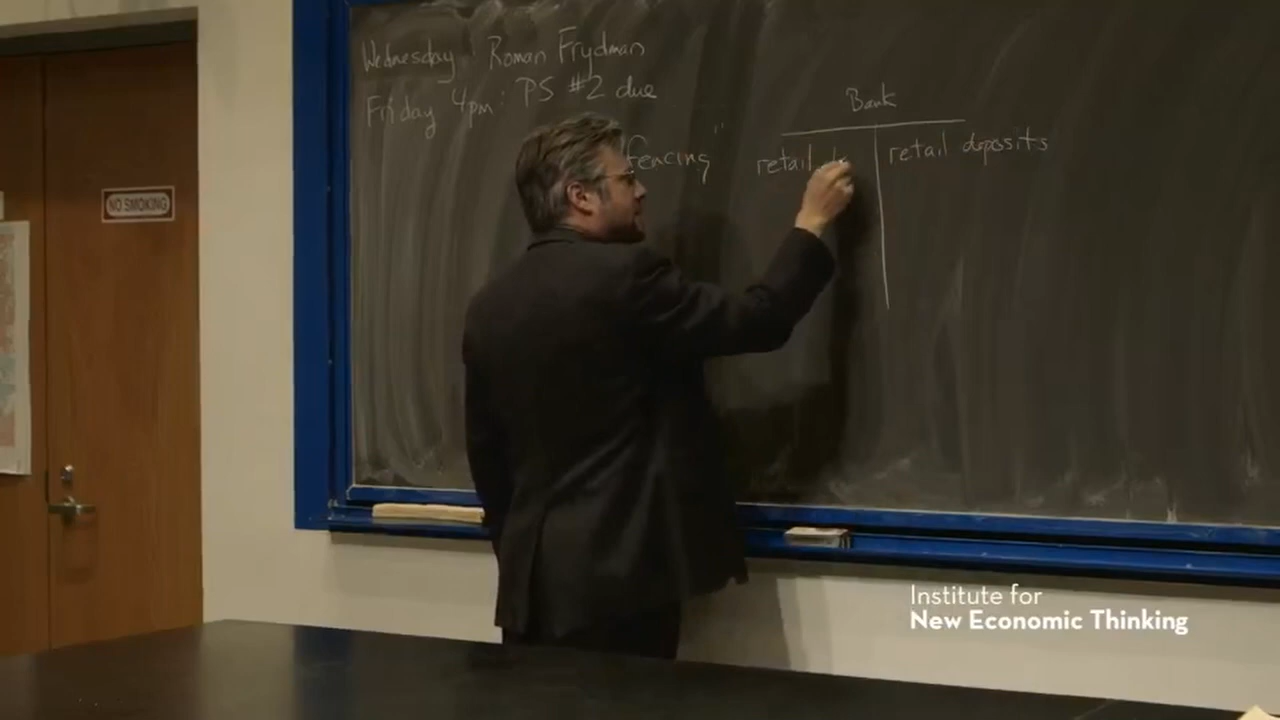 Wednesday : Roman Frydman
Friday 4pm : PS #2 due
fencing"
Bank
retail
retail deposits
NO SMOKING
Institute for
New Economic Thinking